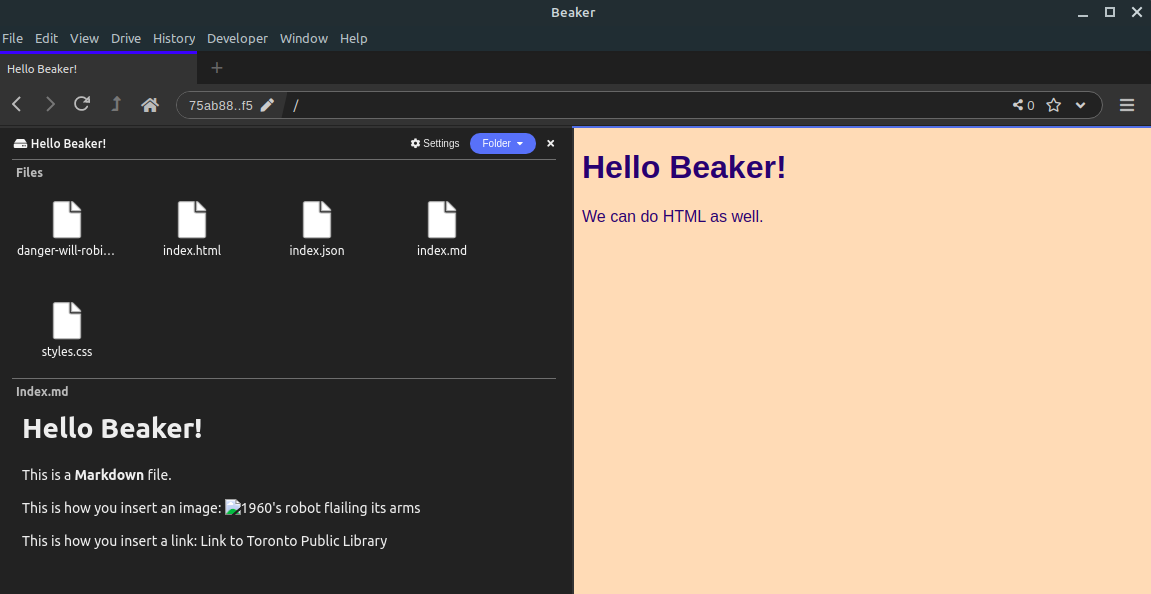 Beaker
File Edit View Drive History Developer Window Help
Hello Beaker!
75ab88..f5 / 0
Hello Beaker! Settings Folder
Files
danger-will-robi... index.html index.json index.md
styles.css
Index.md
Hello Beaker!
This is a Markdown file.
This is how you insert an image: 1960's robot flailing its arms
This is how you insert a link: Link to Toronto Public Library
Hello Beaker!
We can do HTML as well.